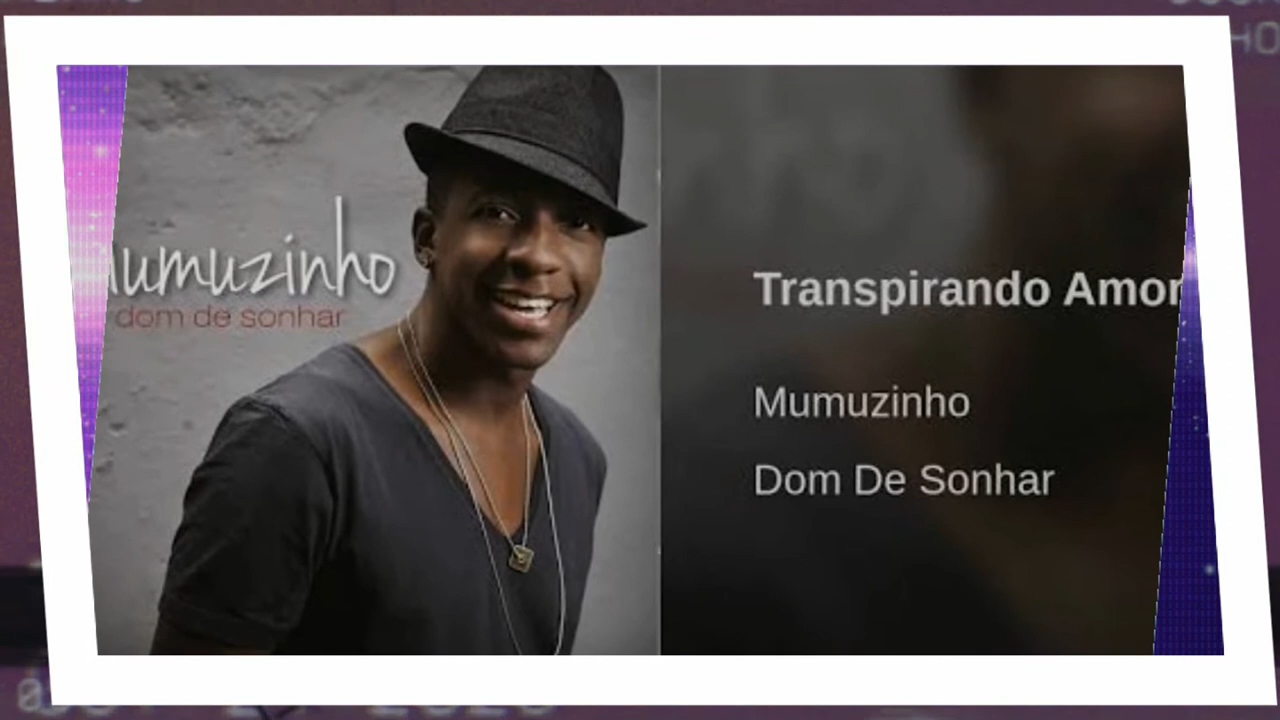 Mumuzinho
dom de sonhar
Transpirando Amor
Mumuzinho
Dom De Sonhar